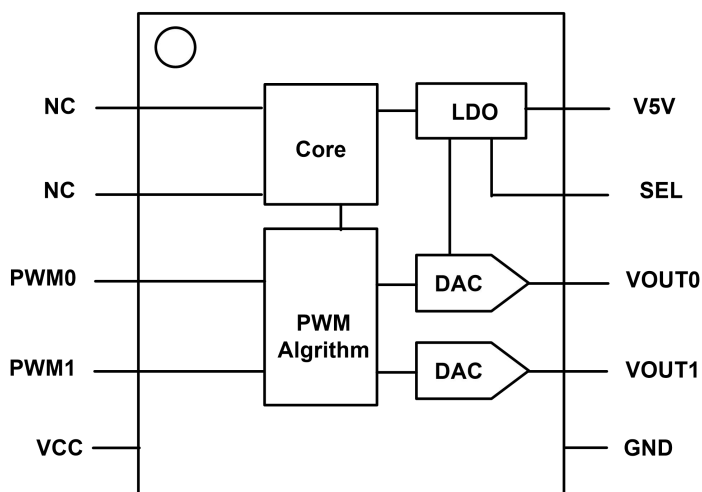 NC
LDO
V5V
Core
NC
SEL
PWM0
DAC
VOUT0
PWM
Algrithm
PWM1
DAC
VOUT1
VCC
GND